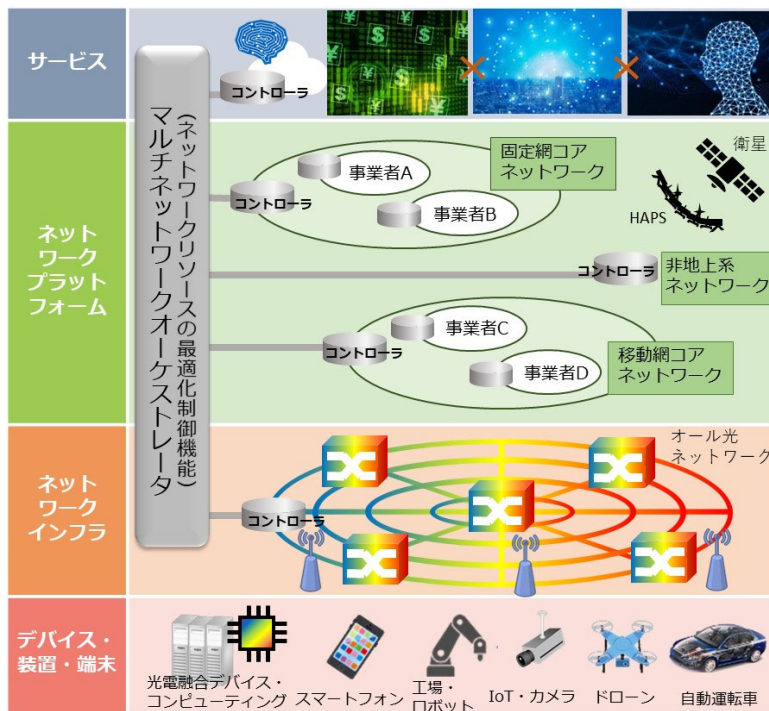 サービス
コントローラ
(ネットワークリソースの最適化制御機能)
マルチネットワークオーケストレータ
ネット
ワーク
プラット
フォーム
事業者A
事業者B
コントローラ
固定網コア
ネットワーク
衛星
HAPS
コントローラ
非地上系
ネットワーク
事業者C
コントローラ
事業者D
移動網コア
ネットワーク
ネット
ワーク
インフラ
コントローラ
オール光
ネットワーク
デバイス・
装置・端末
光電融合デバイス・
コンピューティング
スマートフォン
工場・
ロボット
IoT・カメラ
ドローン
自動運転車